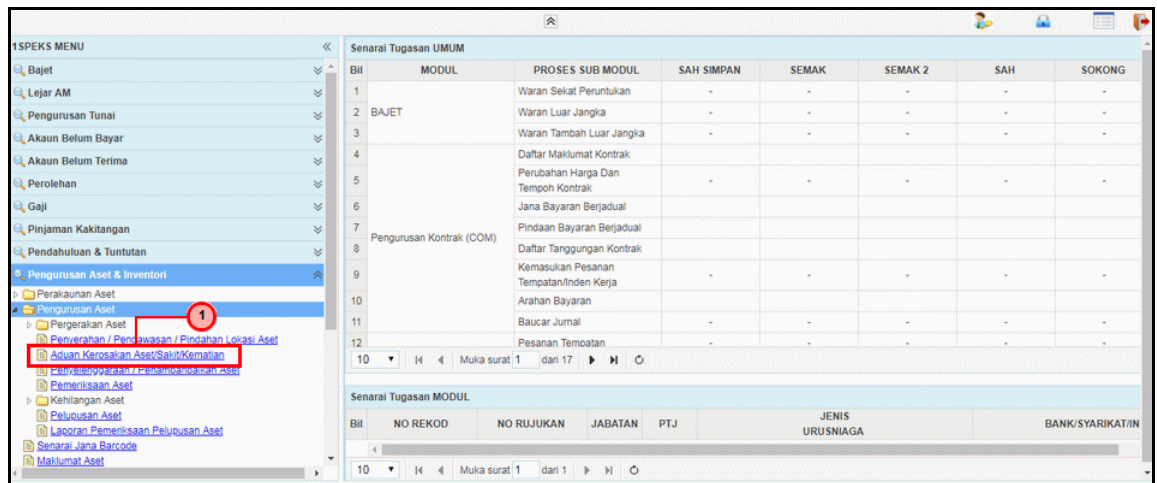 1SPEKS MENU
Bajet
Lejar AM
Pengurusan Tunai
Akaun Belum Bayar
Akaun Belum Terima
Perolehan
Gaji
Pinjaman Kakitangan
Pendahuluan & Tuntutan
Pengurusan Aset & Inventori
Perakaunan Aset
Pengurusan Aset
1
Pergerakan Aset
Penyerahan / Pendawasan / Pindahan Lokasi Aset
Aduan Kerosakan Aset/Sakit/Kematian
Penyelenggaraan / Penambahbaikan Aset
Pemeriksaan Aset
Kehilangan Aset
Pelupusan Aset
Laporan Pemeriksaan Pelupusan Aset
Senarai Jana Barcode
Maklumat Aset
Senarai Tugasan UMUM
Bil MODUL PROSES SUB MODUL SAH SIMPAN SEMAK SEMAK 2 SAH SOKONG
1 Waran Sekat Peruntukan - - - - -
2 BAJET Waran Luar Jangka - - - - -
3 Waran Tambah Luar Jangka - - - - -
4 Daftar Maklumat Kontrak
5 Perubahan Harga Dan
Tempoh Kontrak - - - - -
6 Jana Bayaran Berjadual
7 Pindaan Bayaran Berjadual
Pengurusan Kontrak (COM)
8 Daftar Tanggungan Kontrak
9 Kemasukan Pesanan
Tempatan/Inden Kerja - - - - -
10 Arahan Bayaran
11 Baucar Jurnal - - - - -
12 Pesanan Tempatan - - - - -
10 Muka surat 1 dari 17
Senarai Tugasan MODUL
Bil NO REKOD NO RUJUKAN JABATAN PTJ JENIS
URUSNIAGA BANK/SYARIKAT/IN
10 Muka surat 1 dari 1